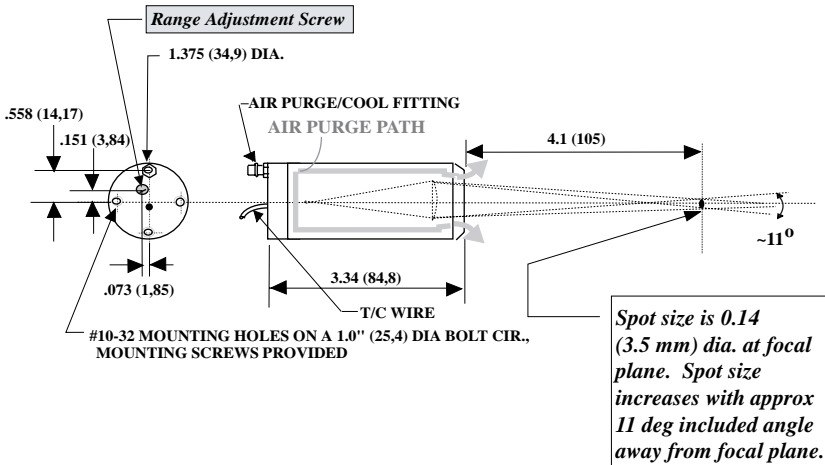 Range Adjustment Screw
1.375 (34,9) DIA.
.558 (14,17)
.151 (3,84)
AIR PURGE/COOL FITTING
AIR PURGE PATH
4.1 (105)
~11⁰
.073 (1,85)
3.34 (84,8)
T/C WIRE
#10-32 MOUNTING HOLES ON A 1.0" (25,4) DIA BOLT CIR.,
MOUNTING SCREWS PROVIDED
Spot size is 0.14
(3.5 mm) dia. at focal
plane. Spot size
increases with approx
11 deg included angle
away from focal plane.